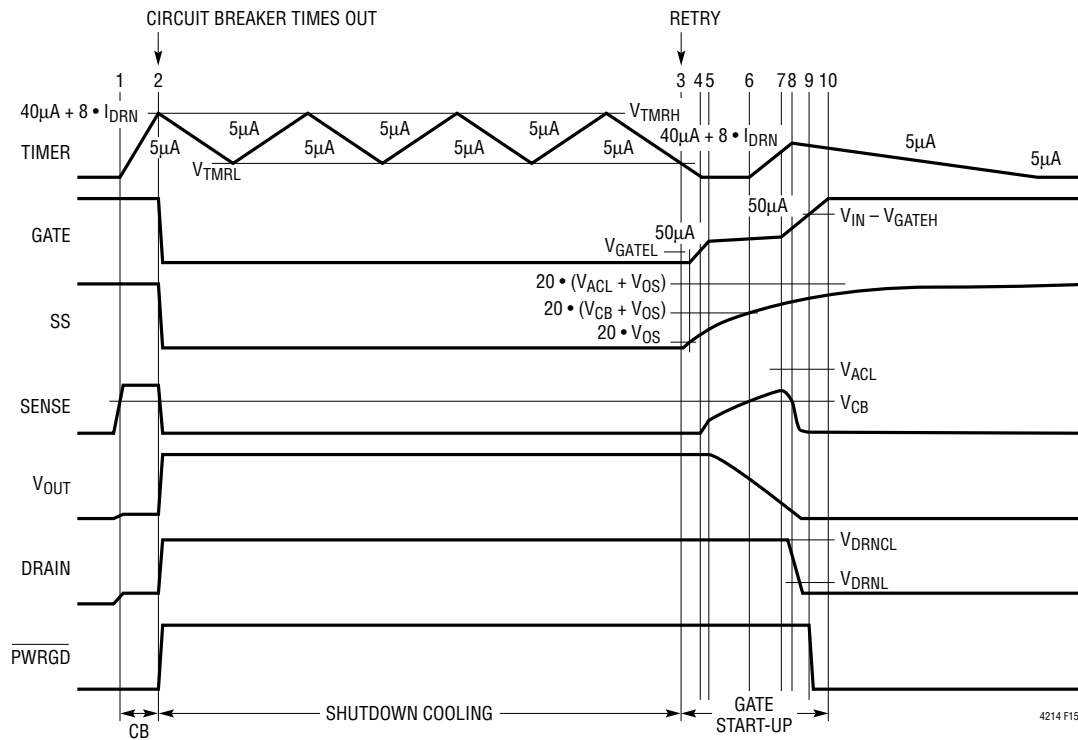 CIRCUIT BREAKER TIMES OUT
RETRY
1 2 3 4 5 6 7 8 9 10
40µA + 8 • IDRN
VTMRH
5µA 5µA 5µA
40µA + 8 • IDRN
5µA
TIMER
5µA 5µA 5µA 5µA
5µA
VTMRL
50µA
VIN – VGATEH
GATE
50µA
VGATEL
20 • (VACL + VOS)
20 • (VCB + VOS)
SS
20 • VOS
VACL
VCB
SENSE
VOUT
VDRNCL
DRAIN
VDRNL
PWRGD
CB
SHUTDOWN COOLING
GATE
START-UP
4214 F15